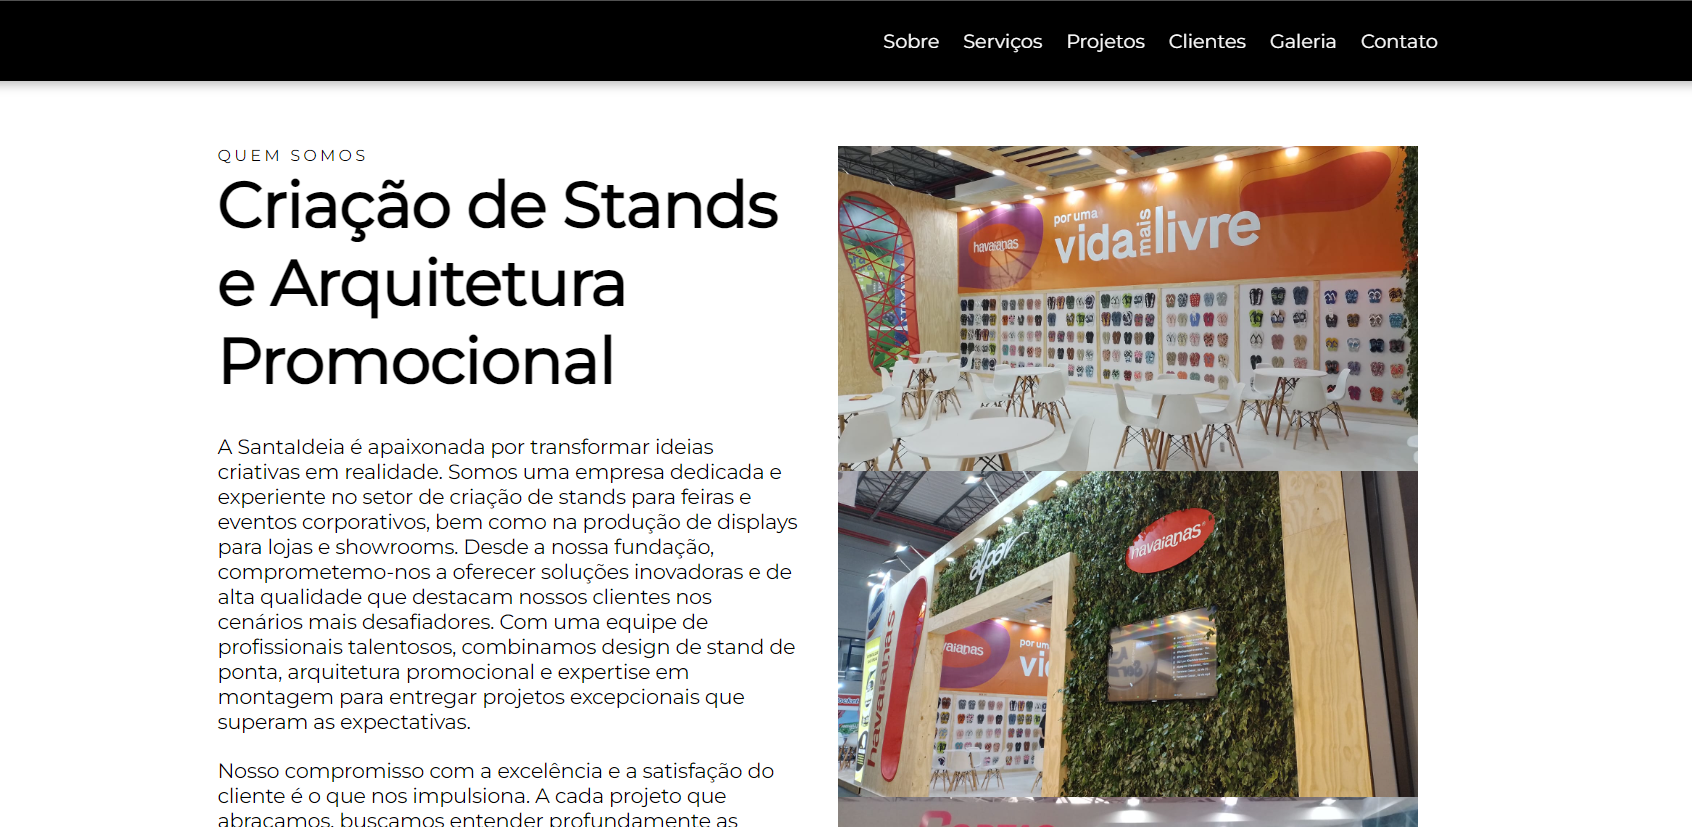 Sobre Serviços Projetos Clientes Galeria Contato
QUEM SOMOS
Criação de Stands
e Arquitetura
Promocional
A SantaIdeia é apaixonada por transformar ideias
criativas em realidade. Somos uma empresa dedicada e
experiente no setor de criação de stands para feiras e
eventos corporativos, bem como na produção de displays
para lojas e showrooms. Desde a nossa fundação,
comprometemo-nos a oferecer soluções inovadoras e de
alta qualidade que destacam nossos clientes nos
cenários mais desafiadores. Com uma equipe de
profissionais talentosos, combinamos design de stand de
ponta, arquitetura promocional e expertise em
montagem para entregar projetos excepcionais que
superam as expectativas.
Nosso compromisso com a excelência e a satisfação do
cliente é o que nos impulsiona. A cada projeto que
abraçamos, buscamos entender profundamente as
havaianas
por uma
vida mais livre
alpar
havaianas
havaianas
vaianas
por um
vid